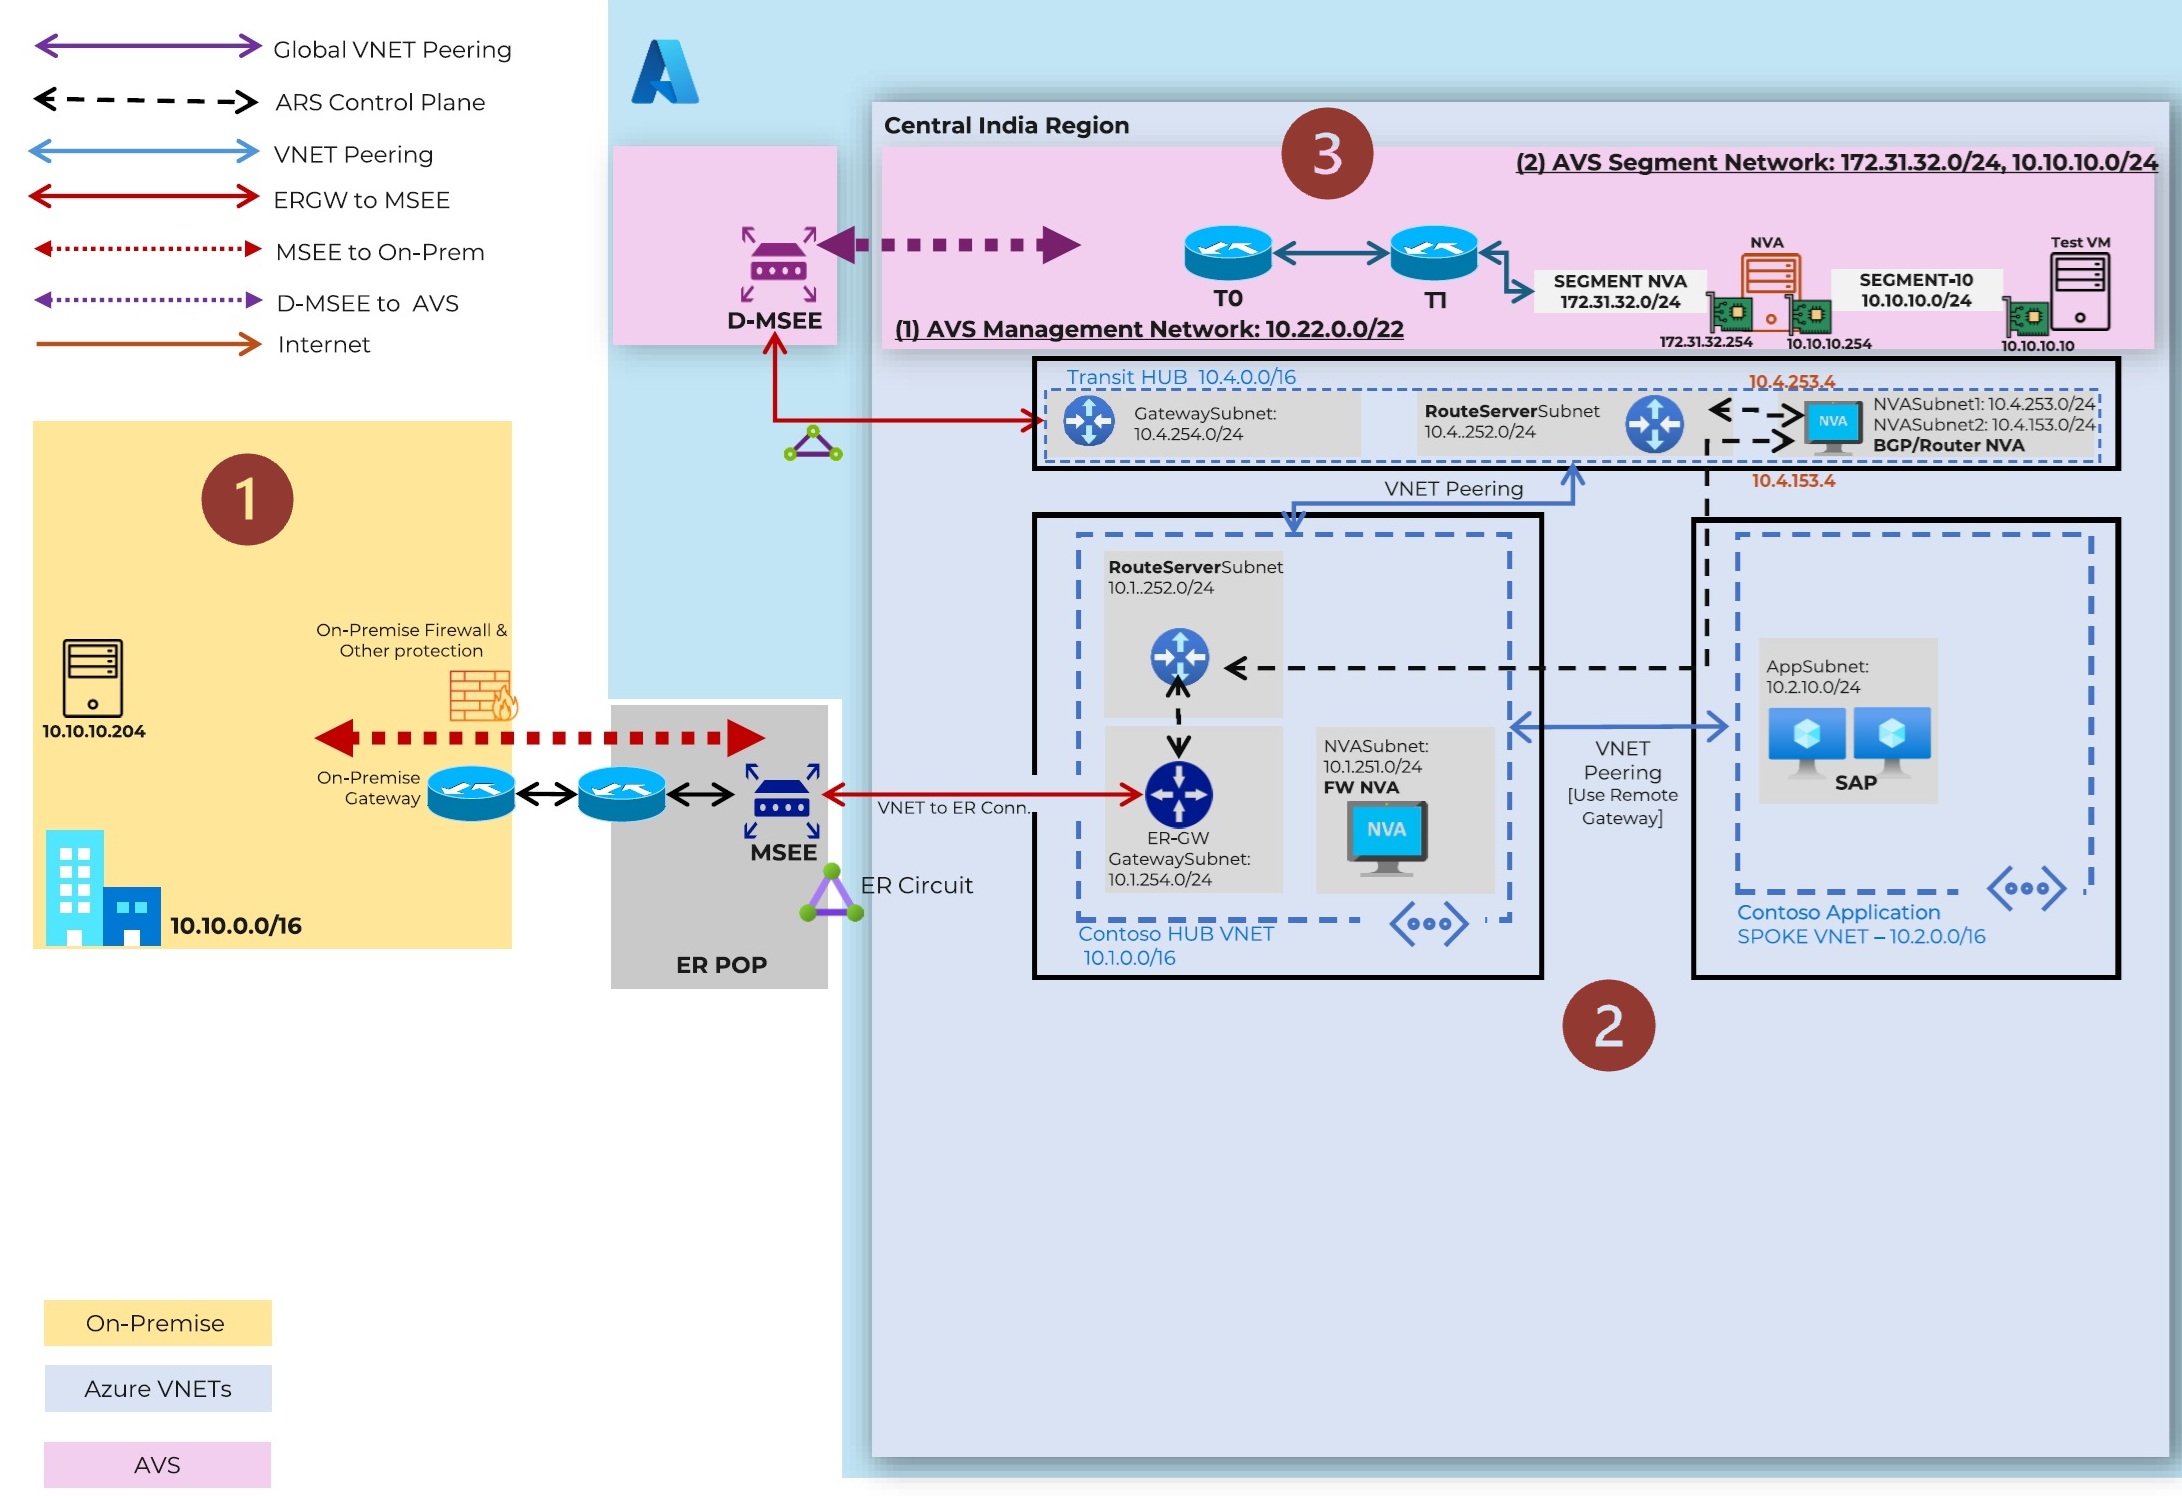 Global VNET Peering
ARS Control Plane
VNET Peering
ERGW to MSEE
MSEE to On-Prem
D-MSEE to AVS
Internet
Central India Region
3
(2) AVS Segment Network: 172.31.32.0/24, 10.10.10.0/24
D-MSEE
T0
T1
(1) AVS Management Network: 10.22.0.0/22
SEGMENT NVA
172.31.32.0/24
NVA
172.31.32.254
10.10.10.254
SEGMENT-10
10.10.10.0/24
Test VM
10.10.10.10
Transit HUB 10.4.0.0/16
GatewaySubnet:
10.4.254.0/24
RouteServerSubnet
10.4..252.0/24
10.4.253.4
NVA
NVASubnet1: 10.4.253.0/24
NVASubnet2: 10.4.153.0/24
BGP/Router NVA
10.4.153.4
VNET Peering
1
On-Premise Firewall &
Other protection
10.10.10.204
On-Premise
Gateway
10.10.0.0/16
MSEE
ER Circuit
ER POP
VNET to ER Conn.
RouteServerSubnet
10.1..252.0/24
ER-GW
GatewaySubnet:
10.1.254.0/24
NVASubnet:
10.1.251.0/24
FW NVA
NVA
Contoso HUB VNET
10.1.0.0/16
VNET
Peering
[Use Remote
Gateway]
AppSubnet:
10.2.10.0/24
SAP
Contoso Application
SPOKE VNET – 10.2.0.0/16
2
On-Premise
Azure VNETs
AVS